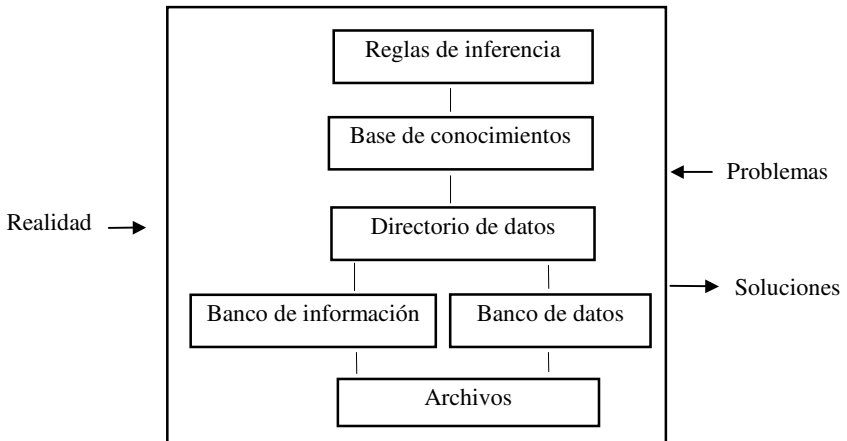 Reglas de inferencia
Base de conocimientos
Problemas
Realidad
Directorio de datos
Soluciones
Banco de información
Banco de datos
Archivos